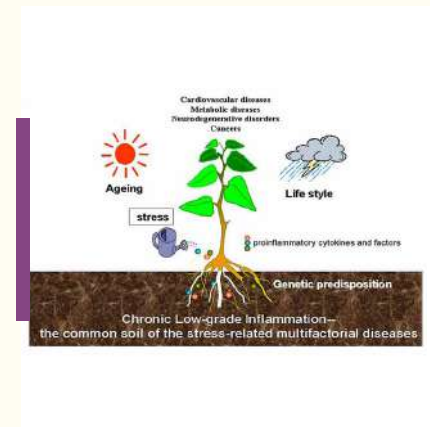 Cardiovascular diseases
Metabolic diseases
Neurodegenerative disorders
. Cancers
Ageing
Life style
stress
proinflammatory cytokines and factors
Genetic predisposition
Chronic Low-grade Inflammation--
the common soil of the stress-related multifactorial diseases